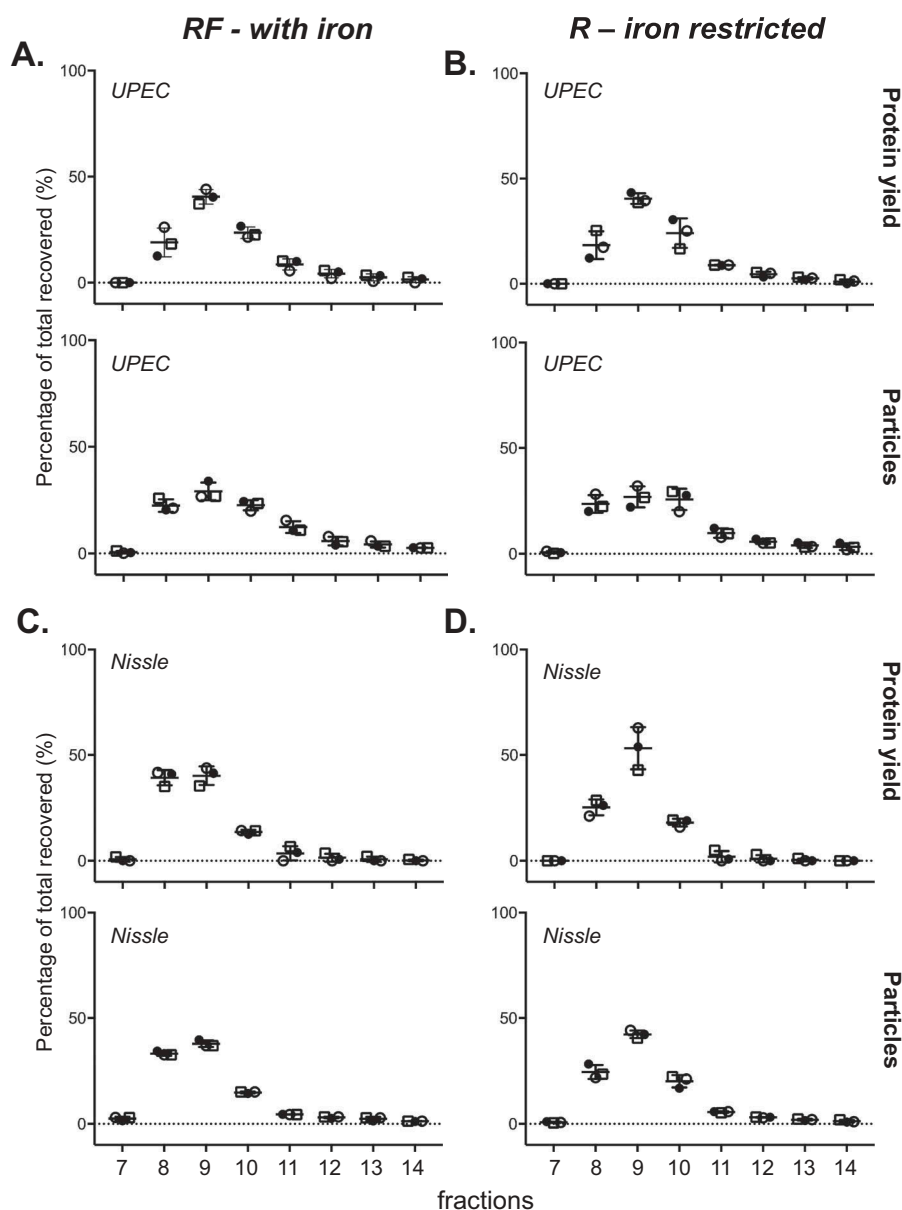 RF - with iron
R – iron restricted
A.
B.
100
50
0
UPEC
100
50
0
UPEC
Protein yield
Percentage of total recovered (%)
100
50
0
UPEC
100
50
0
UPEC
Particles
C.
D.
100
50
0
Nissle
100
50
0
Nissle
Protein yield
Percentage of total recovered (%)
100
50
0
Nissle
100
50
0
Nissle
Particles
7 8 9 10 11 12 13 14
7 8 9 10 11 12 13 14
fractions